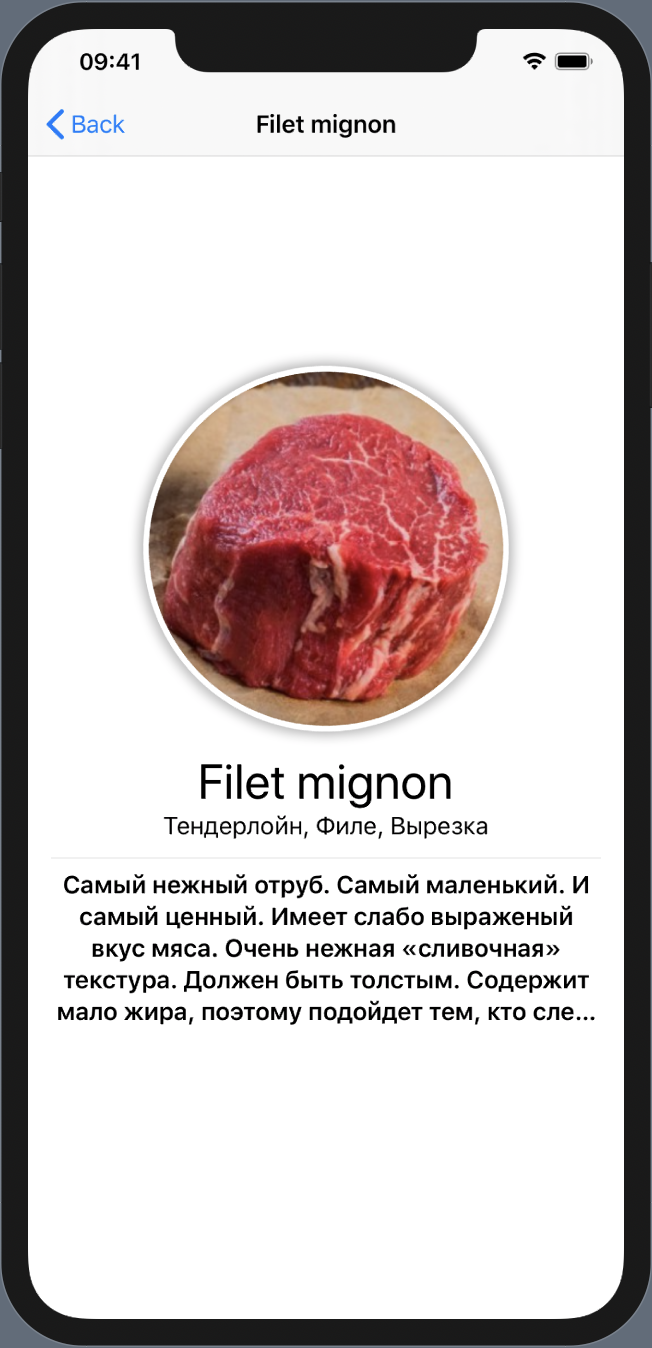 09:41
Back
Filet mignon
Filet mignon
Тендерлойн, Филе, Вырезка
Самый нежный отруб. Самый маленький. И
самый ценный. Имеет слабо выраженый
вкус мяса. Очень нежная «сливочная»
текстура. Должен быть толстым. Содержит
мало жира, поэтому подойдет тем, кто сле...